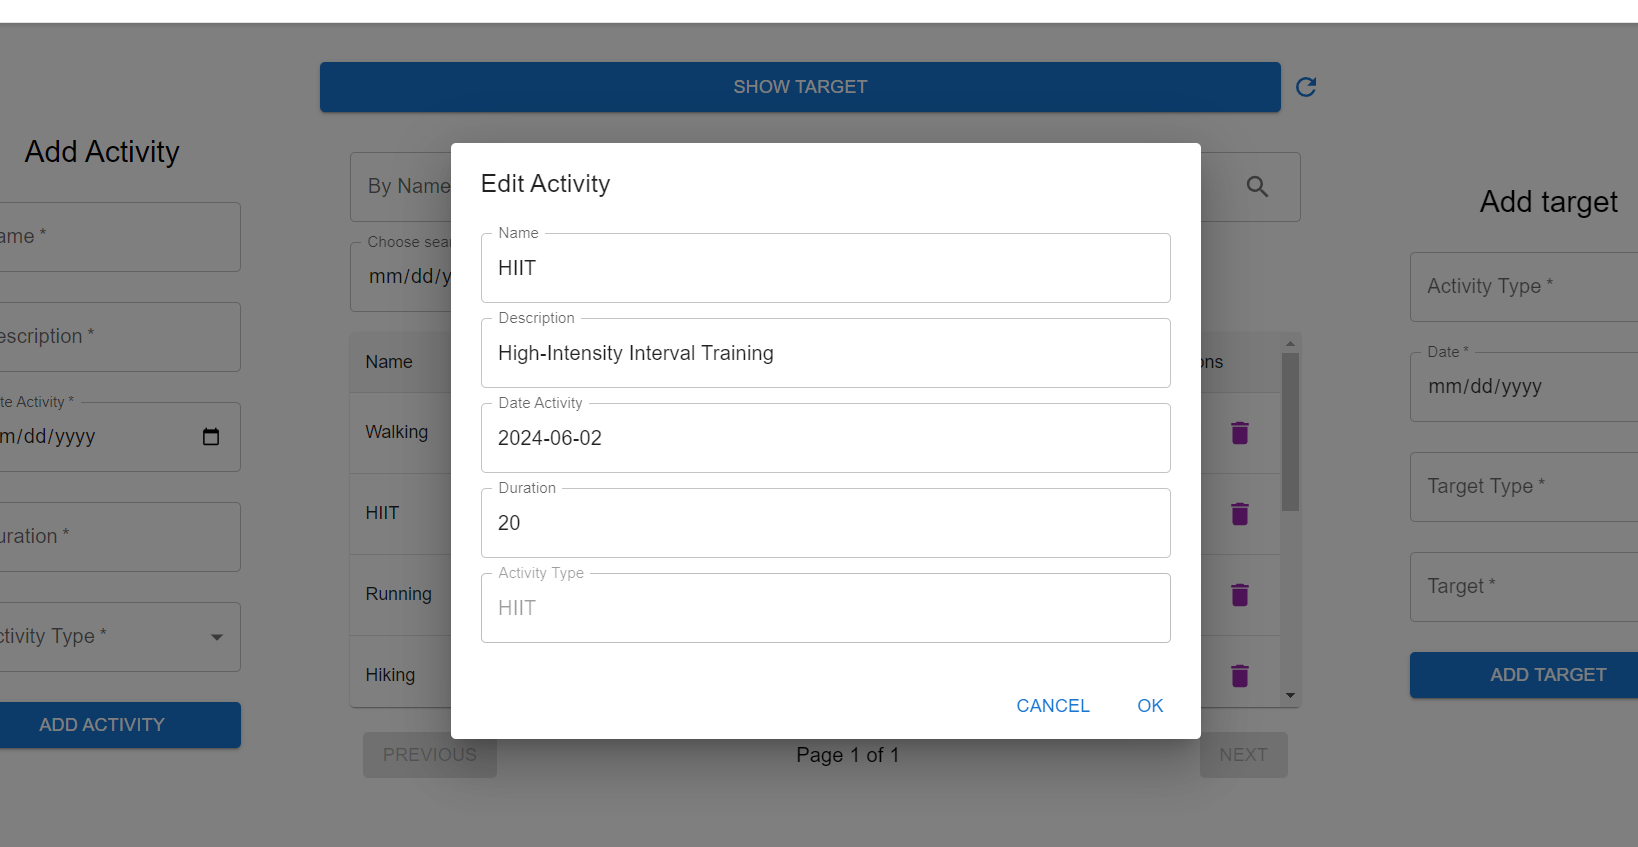 SHOW TARGET
Add Activity
ame *
escription *
te Activity *
m/dd/yyyy
uration *
ctivity Type *
ADD ACTIVITY
By Name
Choose sear
mm/dd/y
Name
ons
Walking
HIIT
Running
Hiking
PREVIOUS
Page 1 of 1
NEXT
Edit Activity
Name
HIIT
Description
High-Intensity Interval Training
Date Activity
2024-06-02
Duration
20
Activity Type
HIIT
CANCEL
OK
Add target
Activity Type *
Date *
mm/dd/yyyy
Target Type *
Target *
ADD TARGET